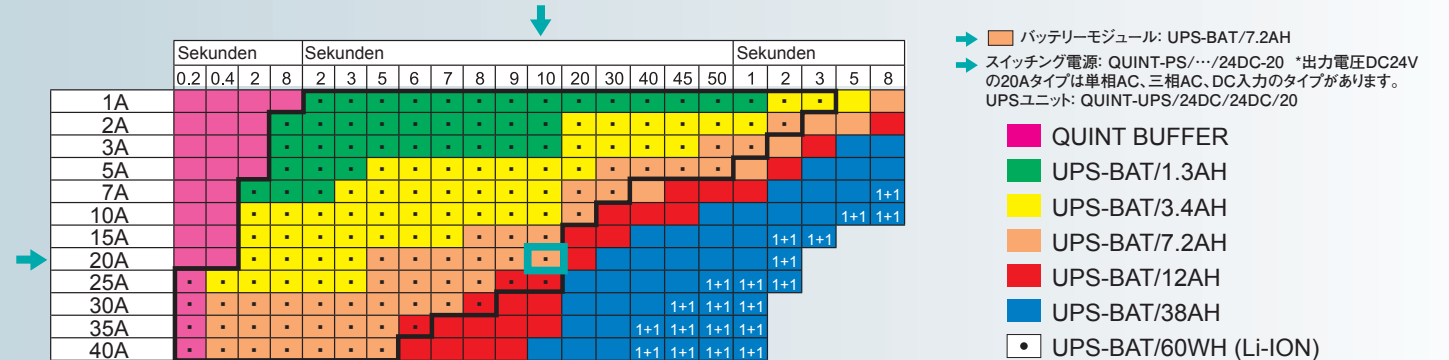 Sekunden Sekunden Sekunden
0.2 0.4 2 8 2 3 5 6 7 8 9 10 20 30 40 45 50 1 2 3 5 8
1A
2A
3A
5A
7A 1+1
10A 1+1 1+1
15A 1+1 1+1
20A 1+1
25A 1+1 1+1 1+1
30A 1+1 1+1 1+1
35A 1+1 1+1 1+1 1+1
40A 1+1 1+1 1+1 1+1
バッテリーモジュール: UPS-BAT/7.2AH
スイッチング電源: QUINT-PS/…/24DC-20 *出力電圧DC24V
の20Aタイプは単相AC、三相AC、DC入力のタイプがあります。
UPSユニット: QUINT-UPS/24DC/24DC/20
QUINT BUFFER
UPS-BAT/1.3AH
UPS-BAT/3.4AH
UPS-BAT/7.2AH
UPS-BAT/12AH
UPS-BAT/38AH
UPS-BAT/60WH (Li-ION)